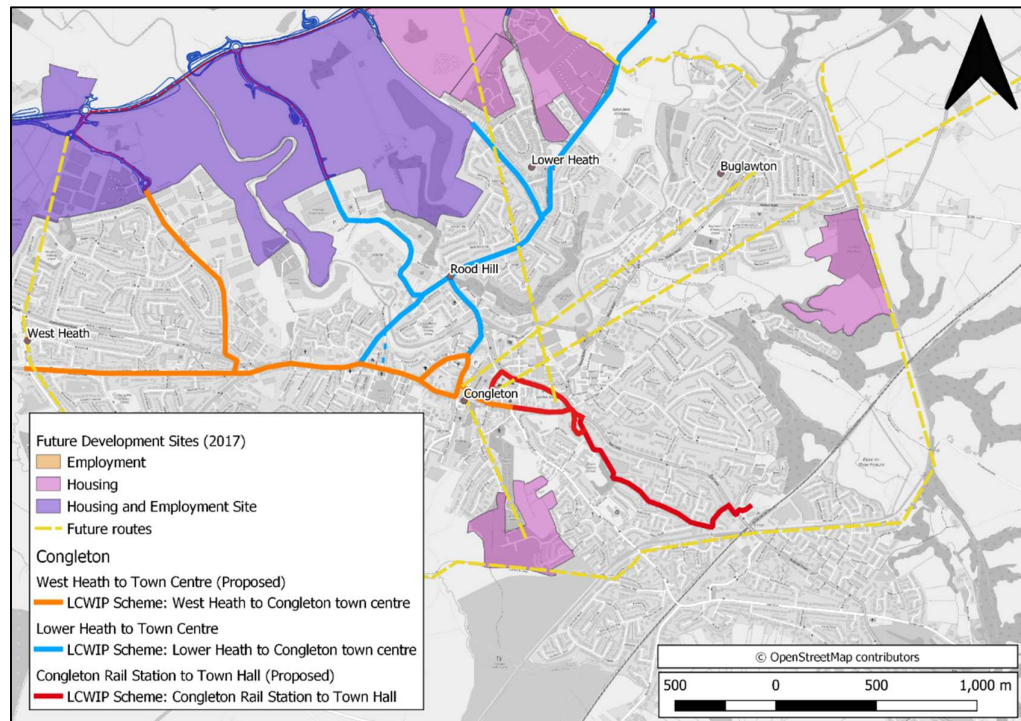 Lower Heath
Buglawton
Rood Hill
West Heath
Congleton
Future Development Sites (2017)
Employment
Housing
Housing and Employment Site
Future routes
Congleton
West Heath to Town Centre (Proposed)
LCWIP Scheme: West Heath to Congleton town centre
Lower Heath to Town Centre
LCWIP Scheme: Lower Heath to Congleton town centre
Congleton Rail Station to Town Hall (Proposed)
LCWIP Scheme: Congleton Rail Station to Town Hall
© OpenStreetMap contributors
500 0 500 1,000 m